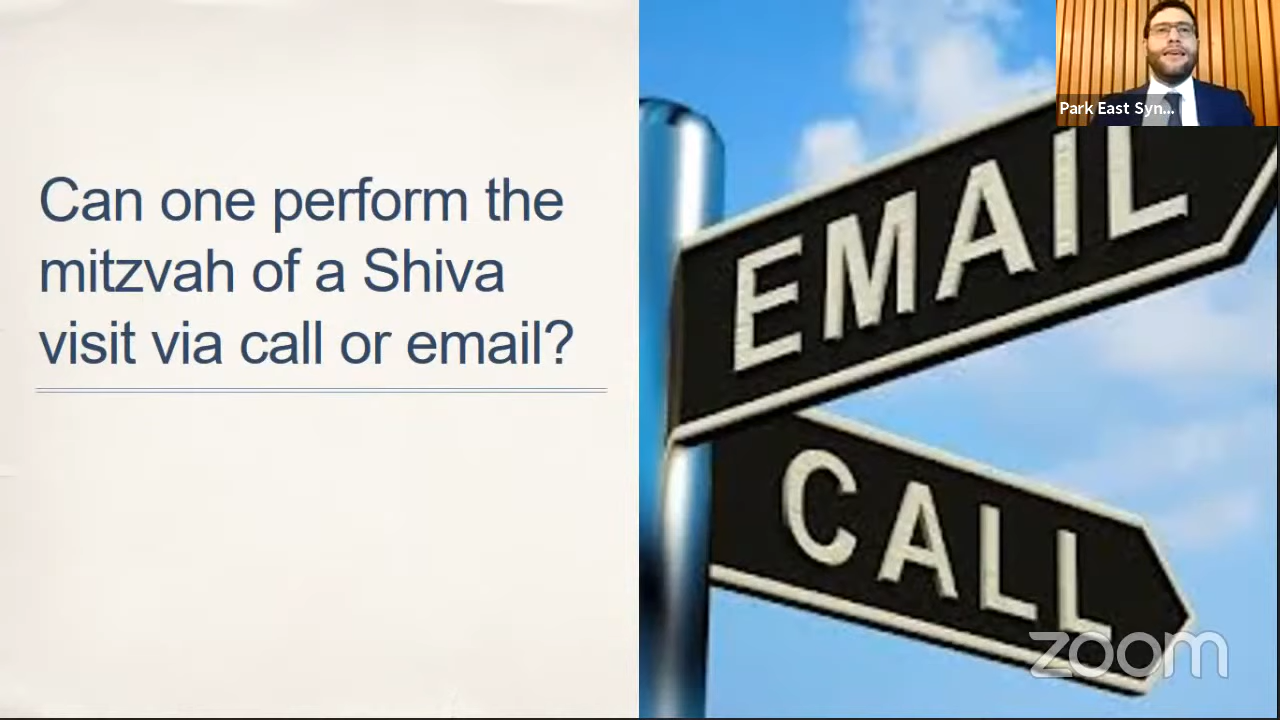 Can one perform the
mitzvah of a Shiva
visit via call or email?
EMAIL
CALL
Park East Syn...
zoom